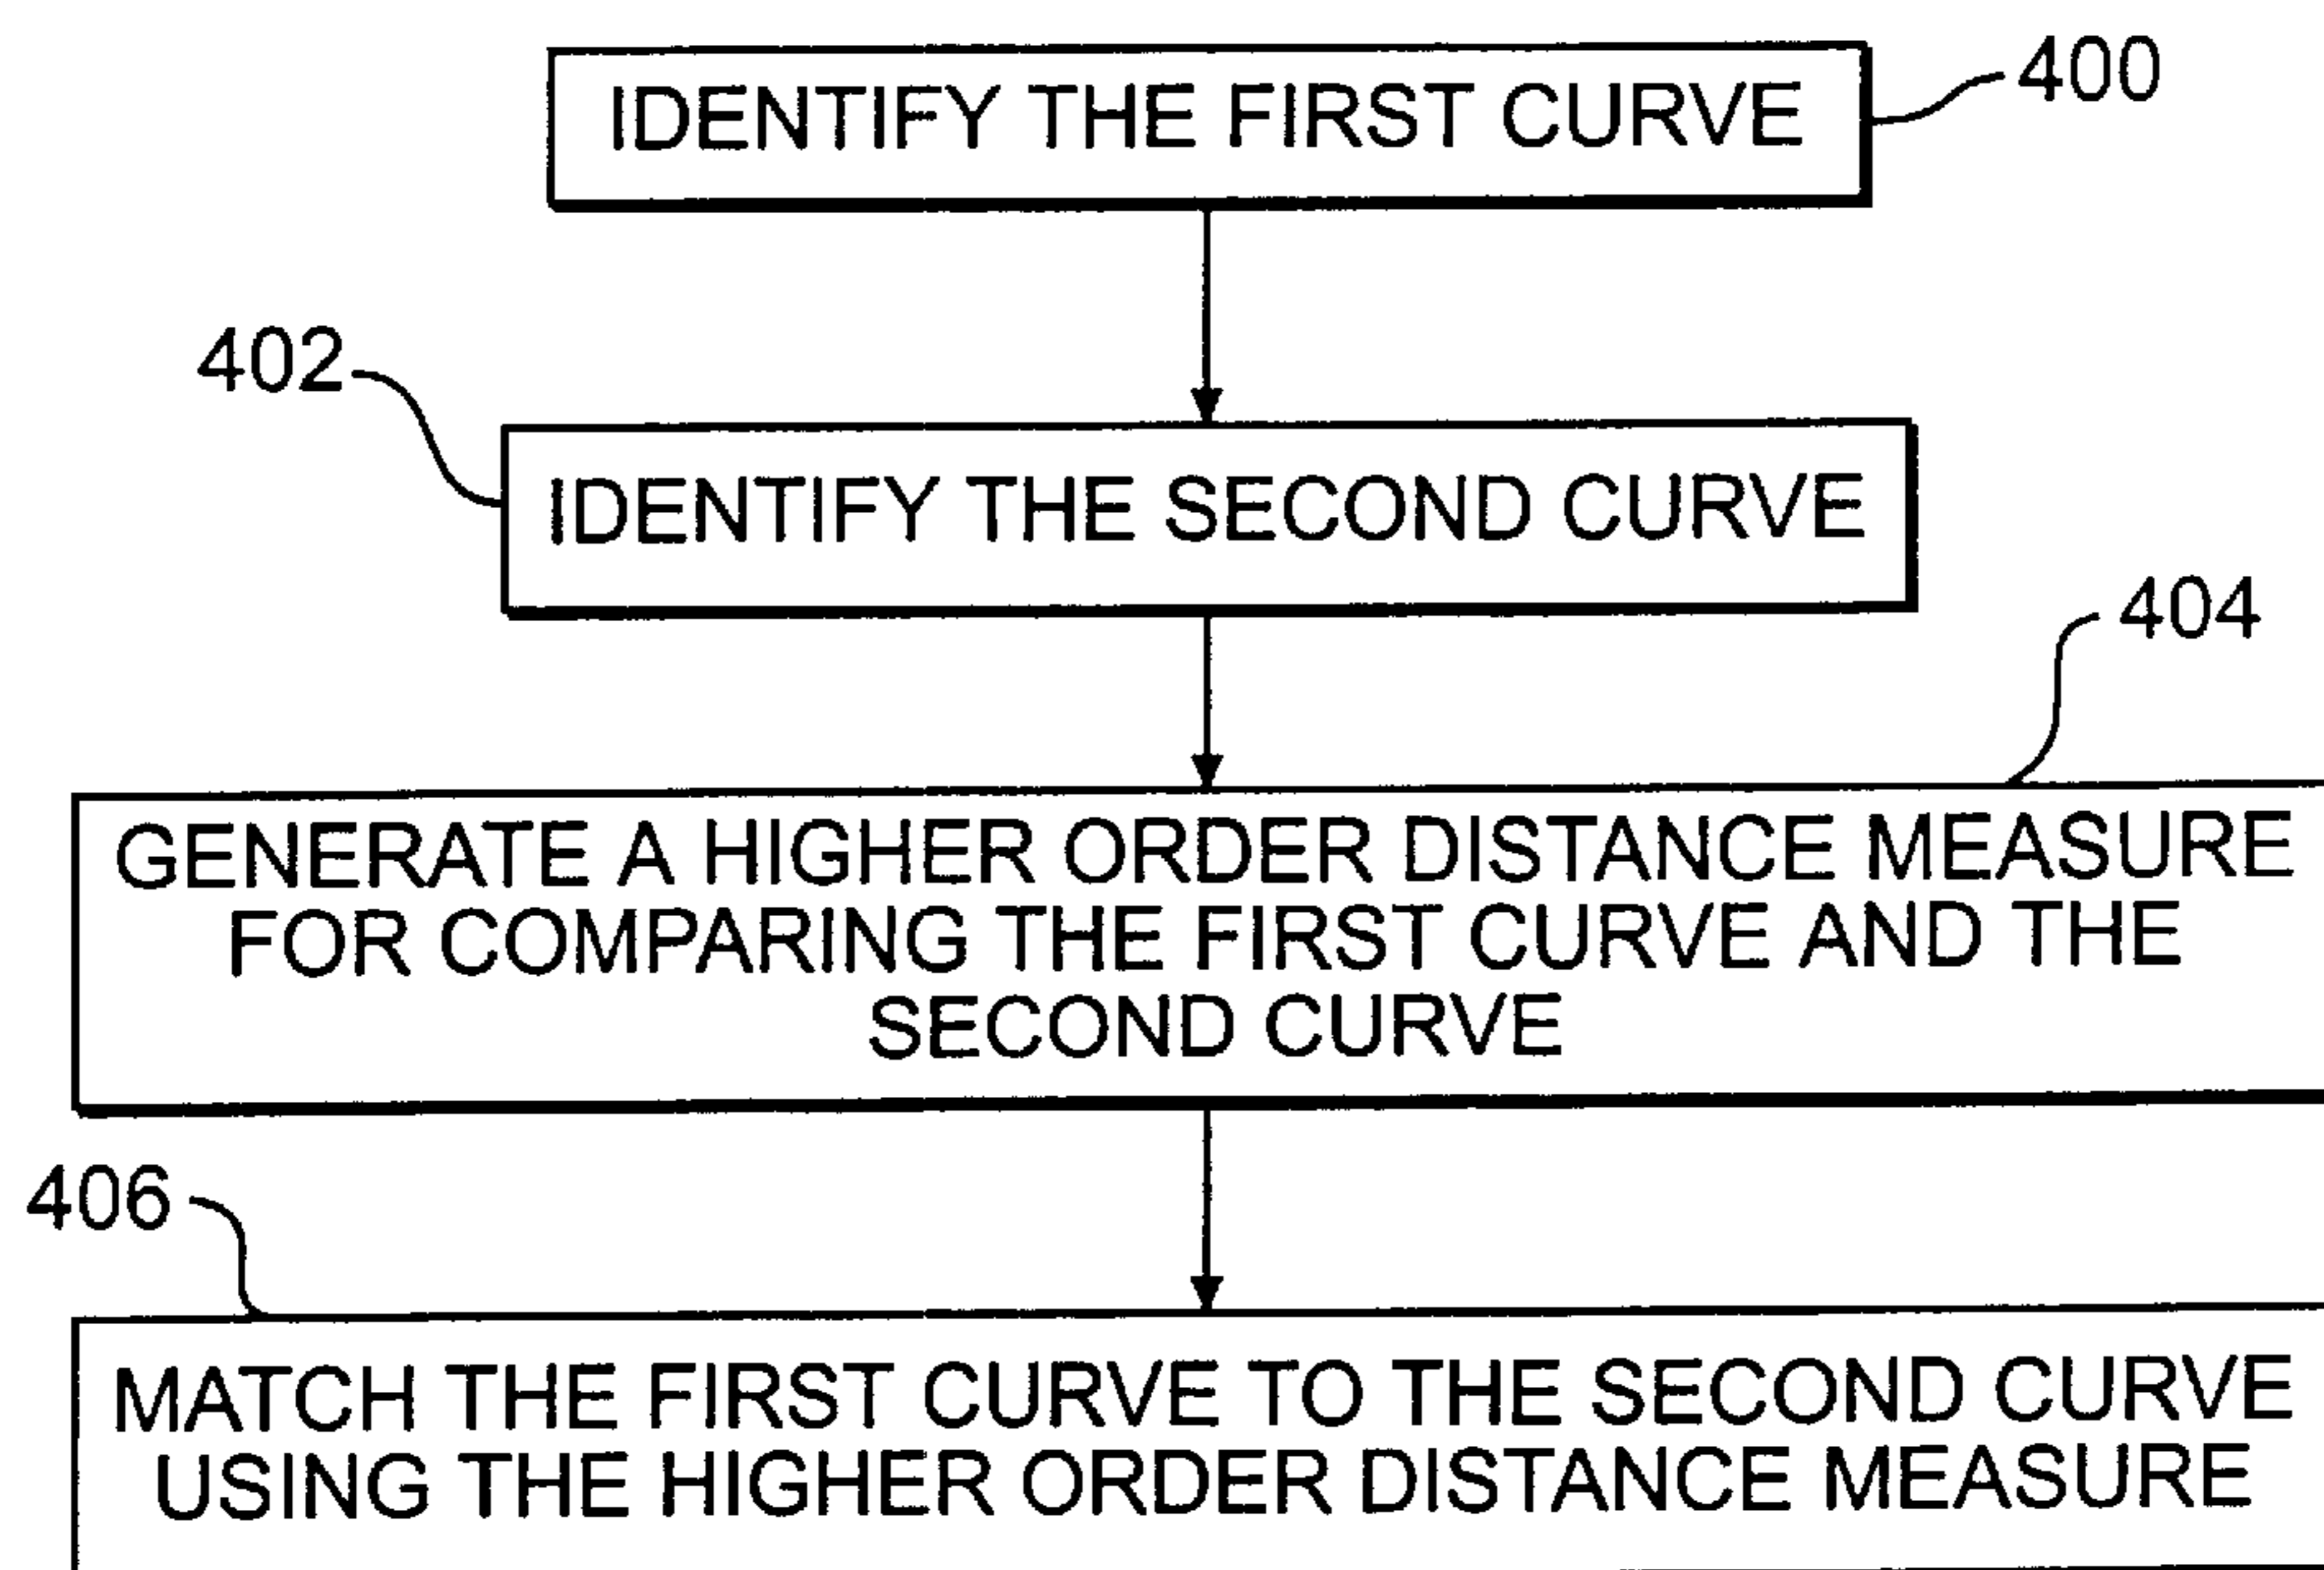 IDENTIFY THE FIRST CURVE
400
402
IDENTIFY THE SECOND CURVE
404
GENERATE A HIGHER ORDER DISTANCE MEASURE
FOR COMPARING THE FIRST CURVE AND THE
SECOND CURVE
406
MATCH THE FIRST CURVE TO THE SECOND CURVE
USING THE HIGHER ORDER DISTANCE MEASURE